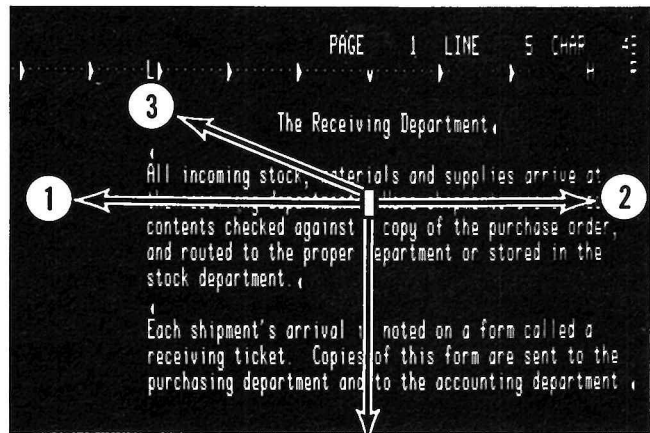 PAGE 1 LINE 5 CHAR
L
3
The Receiving Department
All incoming stock, materials and supplies arrive at
1
2
contents checked against copy of the purchase order,
and routed to the proper department or stored in the
stock department.
Each shipment's arrival is noted on a form called a
receiving ticket. Copies of this form are sent to the
purchasing department and to the accounting department